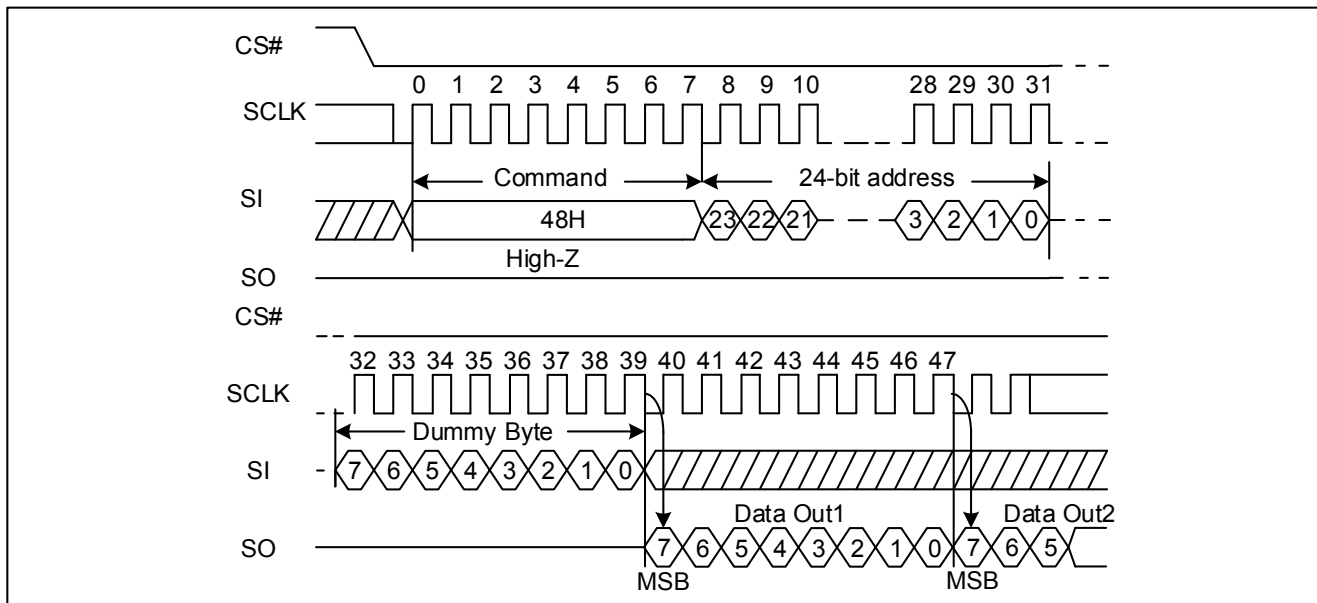 CS#
0 1 2 3 4 5 6 7 8 9 10 28 29 30 31
SCLK
Command 24-bit address
SI
48H 23 22 21 3 2 1 0
High-Z
SO
CS#
32 33 34 35 36 37 38 39 40 41 42 43 44 45 46 47
SCLK
Dummy Byte
SI 7 6 5 4 3 2 1 0
Data Out1 Data Out2
SO 7 6 5 4 3 2 1 0 7 6 5
MSB MSB